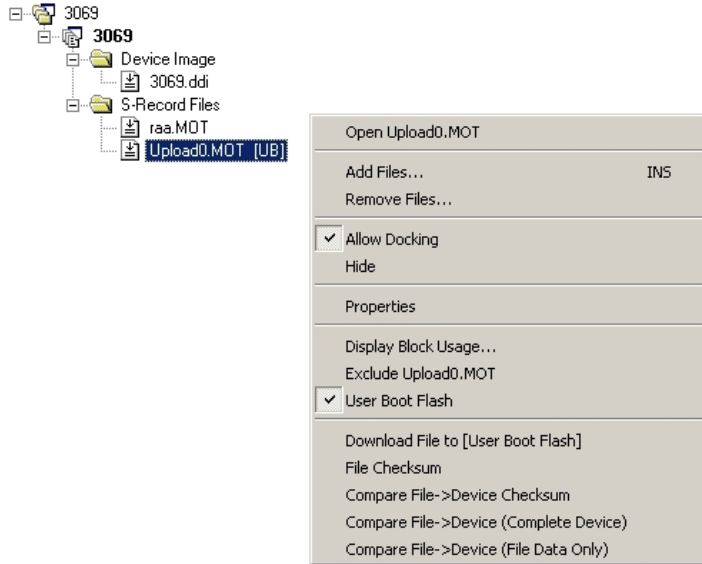 3069
3069
Device Image
3069.ddi
S-Record Files
raa.MOT
Upload0.MOT [UB]
Open Upload0.MOT
Add Files... INS
Remove Files...
Allow Docking
Hide
Properties
Display Block Usage...
Exclude Upload0.MOT
User Boot Flash
Download File to [User Boot Flash]
File Checksum
Compare File->Device Checksum
Compare File->Device (Complete Device)
Compare File->Device (File Data Only)